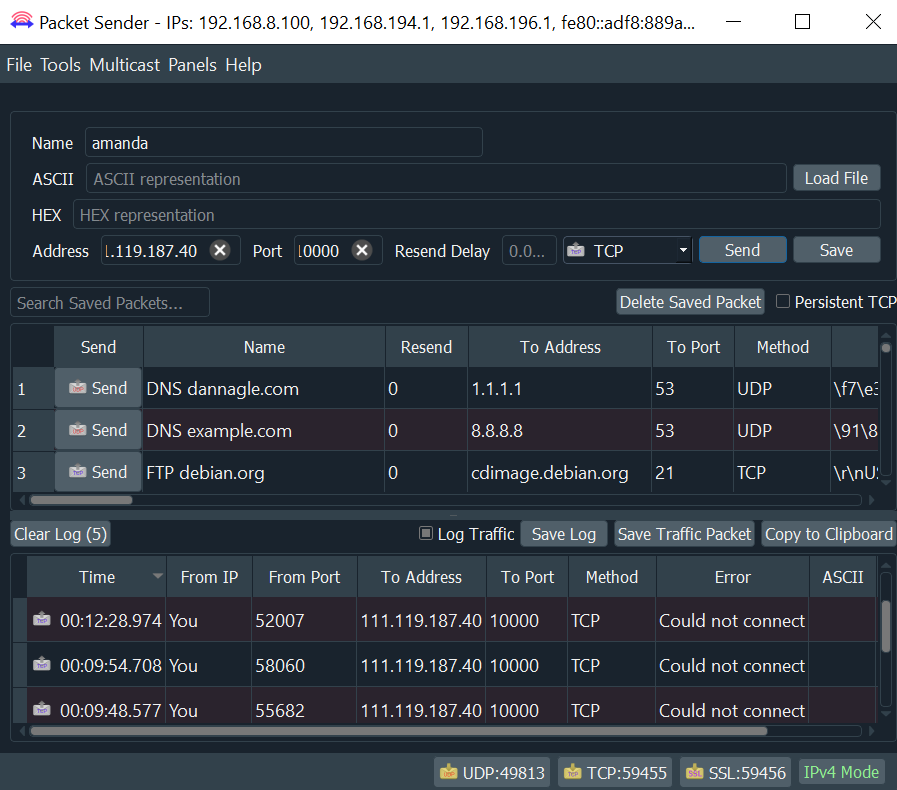 Packet Sender - IPs: 192.168.8.100, 192.168.194.1, 192.168.196.1, fe80::adf8:889a...
File Tools Multicast Panels Help
Name amanda
ASCII ASCII representation Load File
HEX HEX representation
Address 1.119.187.40 Port 10000 Resend Delay 0.0... TCP Send Save
Search Saved Packets... Delete Saved Packet Persistent TCP
Send Name Resend To Address To Port Method
1 Send DNS dannagle.com 0 1.1.1.1 53 UDP \f7\e3
2 Send DNS example.com 0 8.8.8.8 53 UDP \91\8
3 Send FTP debian.org 0 cdimage.debian.org 21 TCP \r\nUS
Clear Log (5) Log Traffic Save Log Save Traffic Packet Copy to Clipboard
Time From IP From Port To Address To Port Method Error ASCII
00:12:28.974 You 52007 111.119.187.40 10000 TCP Could not connect
00:09:54.708 You 58060 111.119.187.40 10000 TCP Could not connect
00:09:48.577 You 55682 111.119.187.40 10000 TCP Could not connect
UDP:49813 TCP:59455 SSL:59456 IPv4 Mode